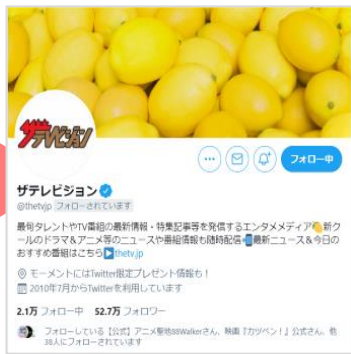 ザテレビジョン
フォロー中
ザテレビジョン
@thetvjp フォローされています
最旬タレントやTV番組の最新情報・特集記事等を発信するエンタメメディア👏新ク
ールのドラマ&アニメ等のニュースや番組情報も随時配信📲最新ニュース&今日の
おすすめ番組はこちら▶thetv.jp
モーメントにはTwitter限定プレゼント情報も!
2010年7月からTwitterを利用しています
2.1万 フォロー中 52.7万 フォロワー
フォローしている【公式】アニメ聖地88Walkerさん、映画『カツベン!』公式さん、他
38人にフォローされています